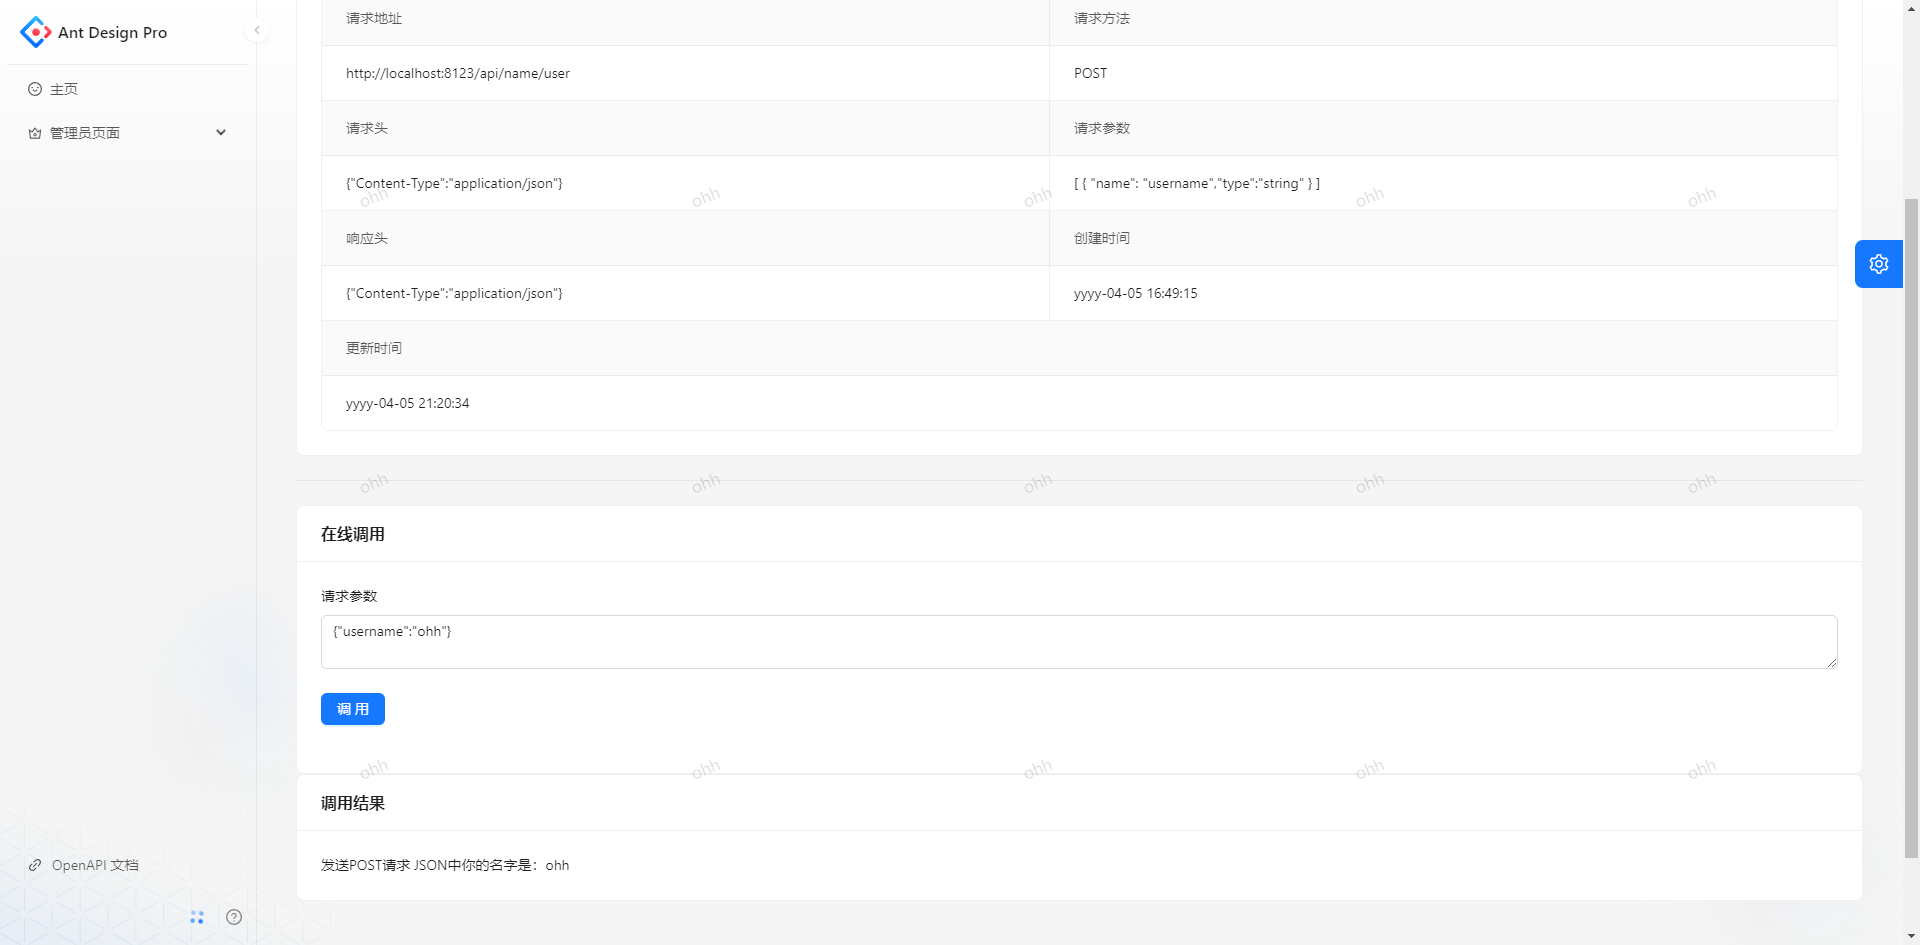 Ant Design Pro
主页
管理员页面
请求地址
请求方法
http://localhost:8123/api/name/user
POST
请求头
请求参数
{"Content-Type":"application/json"}
[ { "name": "username","type":"string" } ]
ohh ohh ohh ohh ohh
响应头
创建时间
{"Content-Type":"application/json"}
yyyy-04-05 16:49:15
更新时间
yyyy-04-05 21:20:34
ohh ohh ohh ohh ohh
在线调用
请求参数
{"username":"ohh"}
调 用
ohh ohh ohh ohh ohh
调用结果
发送POST请求 JSON中你的名字是：ohh
OpenAPI 文档